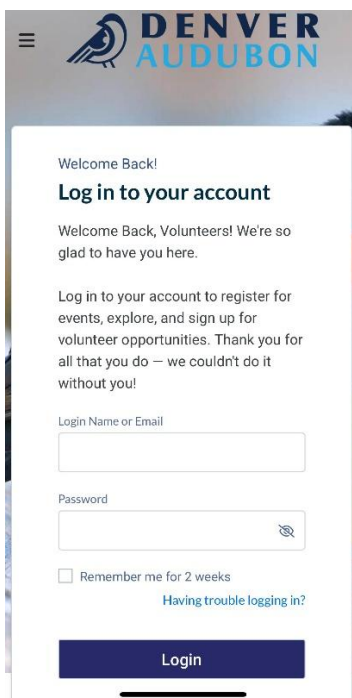 DENVER
AUDUBON
Welcome Back!
Log in to your account
Welcome Back, Volunteers! We're so
glad to have you here.
Log in to your account to register for
events, explore, and sign up for
volunteer opportunities. Thank you for
all that you do — we couldn't do it
without you!
Login Name or Email
Password
Remember me for 2 weeks
Having trouble logging in?
Login